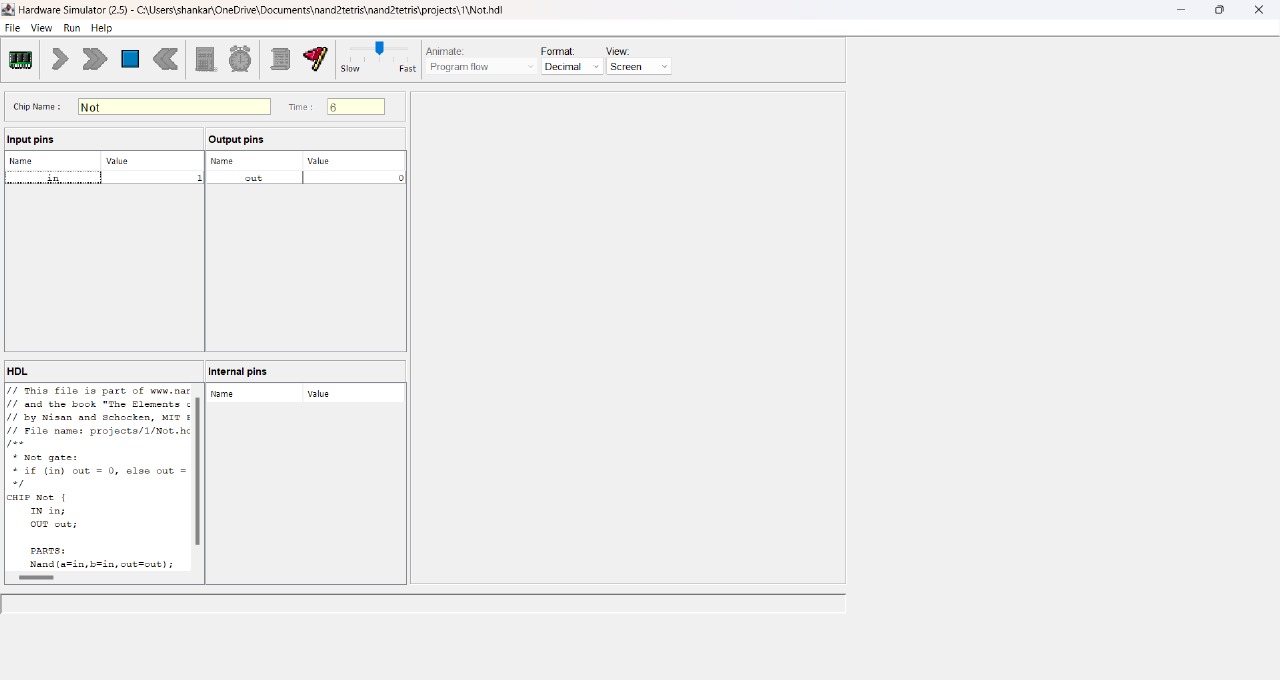 Hardware Simulator (2.5) - C:\Users\shankar\OneDrive\Documents\nand2tetris\nand2tetris\projects\1\Not.hdl
File View Run Help
Slow Fast
Animate: Format: View:
Program flow Decimal Screen
Chip Name : Not Time : 6
Input pins Output pins
Name Value Name Value
in 1 out 0
HDL Internal pins
Name Value
// This file is part of www.nar
// and the book "The Elements
// by Nisan and Schocken, MIT
// File name: projects/1/Not.hd
/**
* Not gate:
* if (in) out = 0, else out =
*/
CHIP Not {
IN in;
OUT out;
PARTS:
Nand(a=in,b=in,out=out);